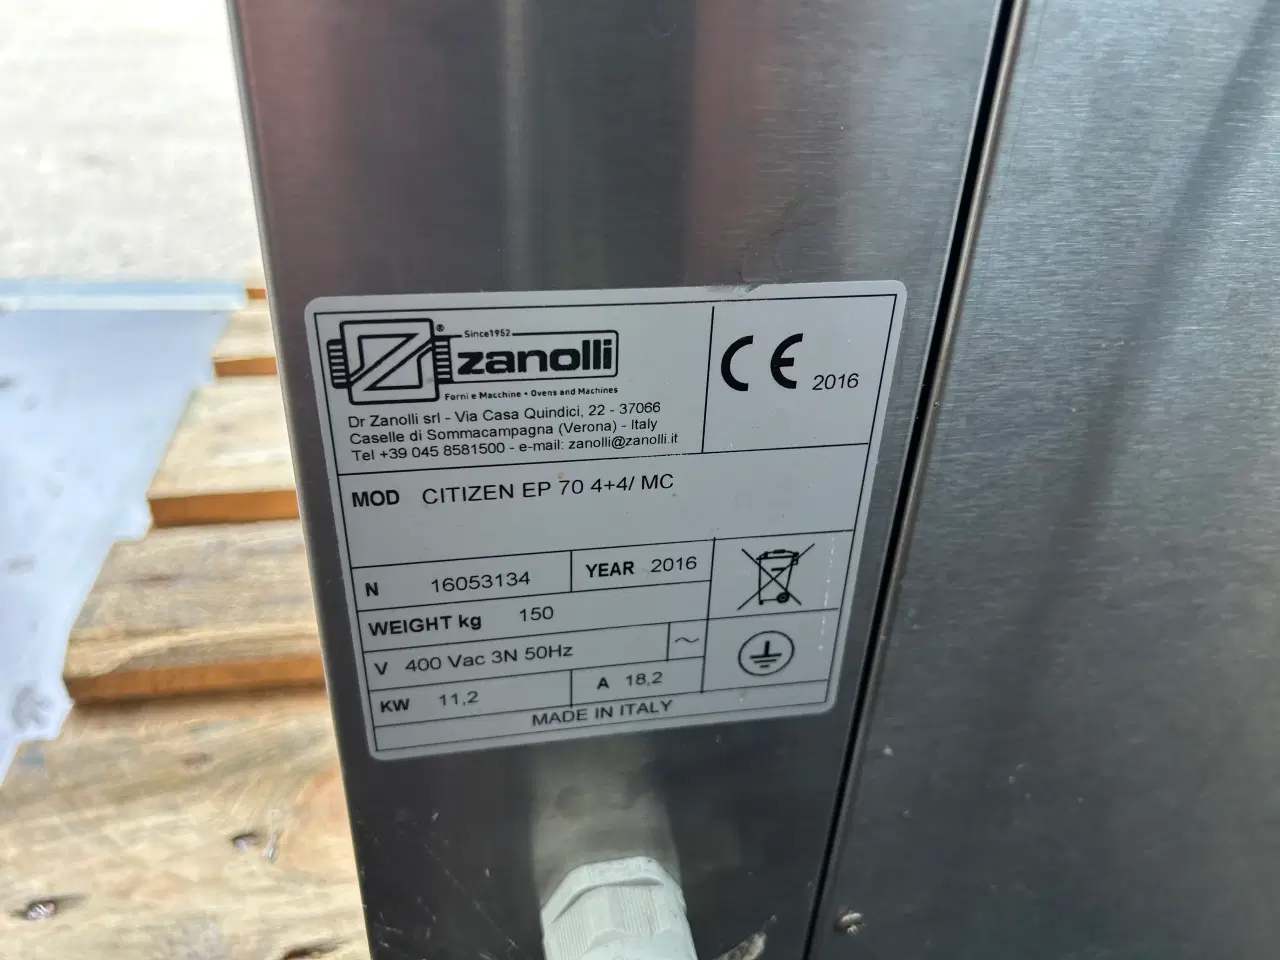 Since1952
zanolli®
Forni e Macchine • Ovens and Machines
Dr Zanolli srl - Via Casa Quindici, 22 - 37066
Caselle di Sommacampagna (Verona) - Italy
Tel +39 045 8581500 - e-mail: zanolli@zanolli.it
CE 2016
MOD CITIZEN EP 70 4+4/ MC
N 16053134 YEAR 2016
WEIGHT kg 150
V 400 Vac 3N 50Hz ~
KW 11,2 A 18,2
MADE IN ITALY